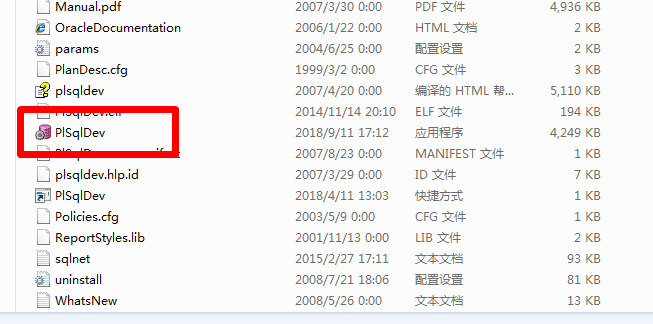 Manual.pdf 2007/3/30 0:00 PDF 文件 4,936 KB
OracleDocumentation 2006/1/22 0:00 HTML 文档 2 KB
params 2004/6/25 0:00 配置设置 2 KB
PlanDesc.cfg 1999/3/2 0:00 CFG 文件 3 KB
plsqldev 2007/4/20 0:00 编译的 HTML 帮... 5,110 KB
PlSqlDev.elf 2014/11/14 20:10 ELF 文件 194 KB
PlSqlDev 2018/9/11 17:12 应用程序 4,249 KB
2007/8/23 0:00 MANIFEST 文件 1 KB
plsqldev.hlp.id 2007/3/29 0:00 ID 文件 7 KB
PlSqlDev 2018/4/11 13:03 快捷方式 1 KB
Policies.cfg 2003/5/9 0:00 CFG 文件 1 KB
ReportStyles.lib 2001/11/13 0:00 LIB 文件 2 KB
sqlnet 2015/2/27 17:11 文本文档 93 KB
uninstall 2008/7/21 18:06 配置设置 81 KB
WhatsNew 2008/5/26 0:00 文本文档 13 KB